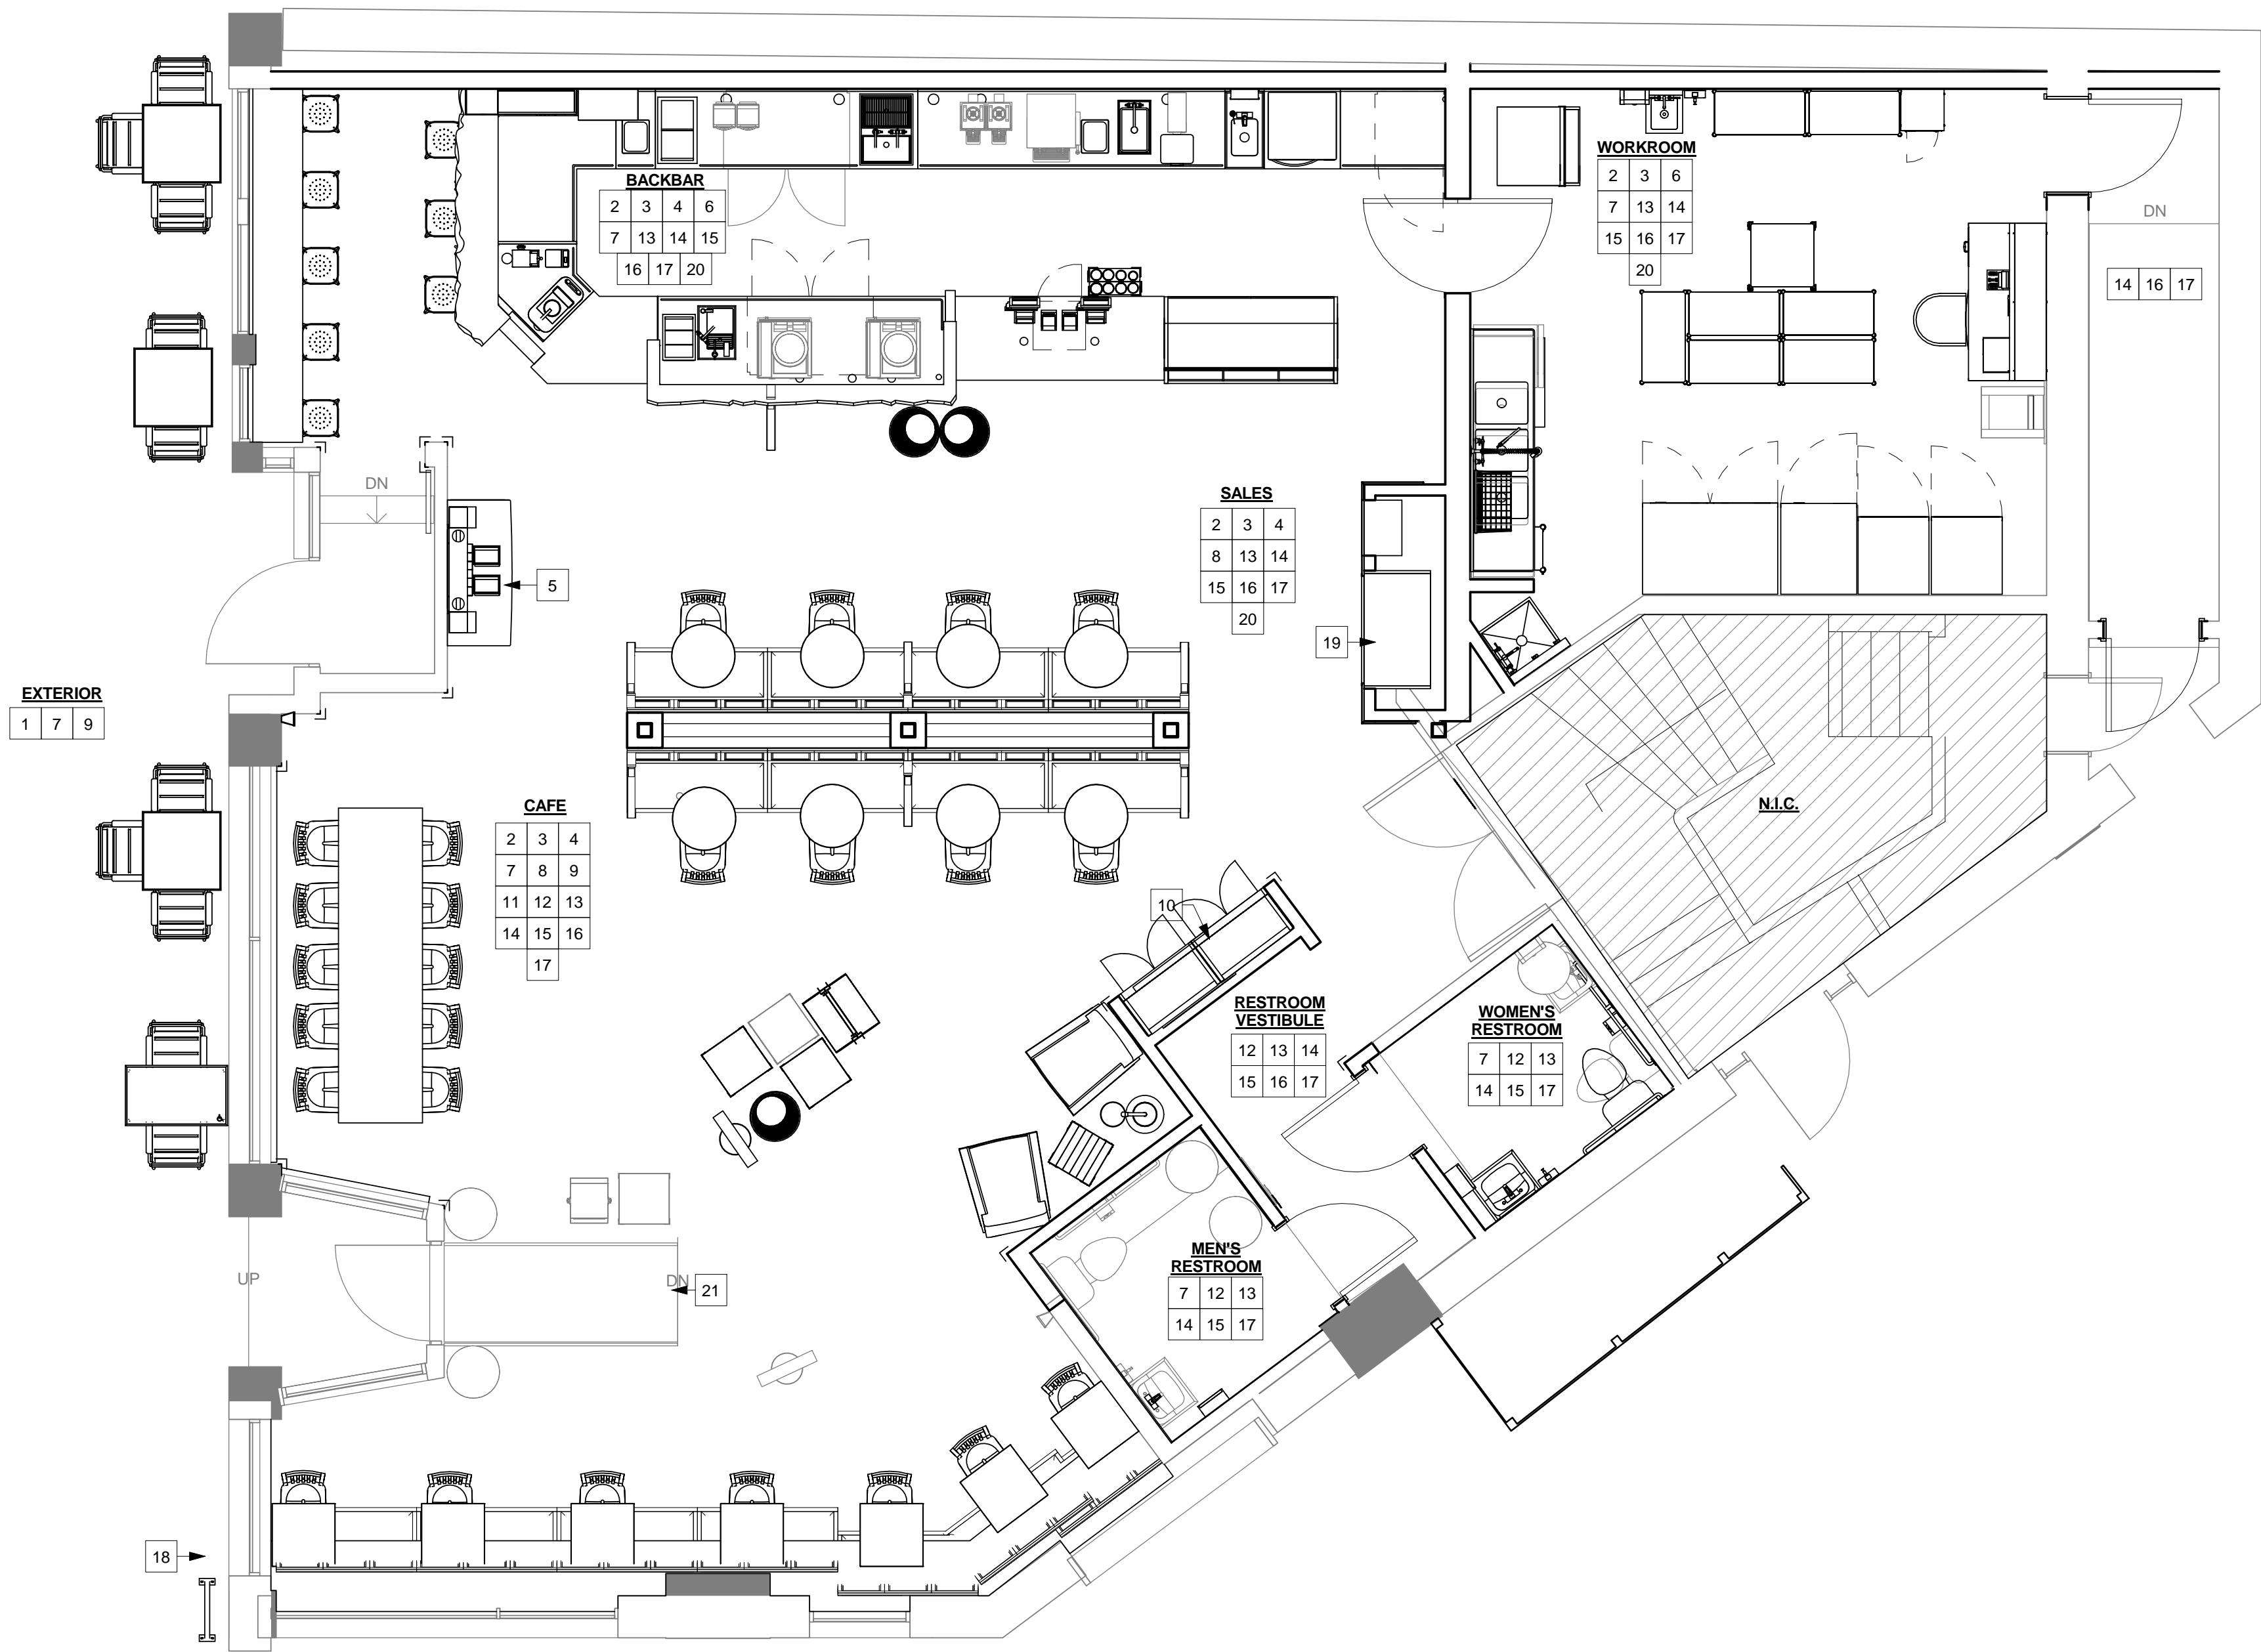 BACKBAR
2 3 4 6
7 13 14 15
16 17 20
WORKROOM
2 3 6
7 13 14
15 16 17
20
DN
14 16 17
DN
5
SALES
2 3 4
8 13 14
15 16 17
20
19
EXTERIOR
1 7 9
CAFE
2 3 4
7 8 9
11 12 13
14 15 16
17
N.I.C.
10
RESTROOM
VESTIBULE
12 13 14
15 16 17
WOMEN'S
RESTROOM
7 12 13
14 15 17
MEN'S
RESTROOM
7 12 13
14 15 17
UP
DN
21
18